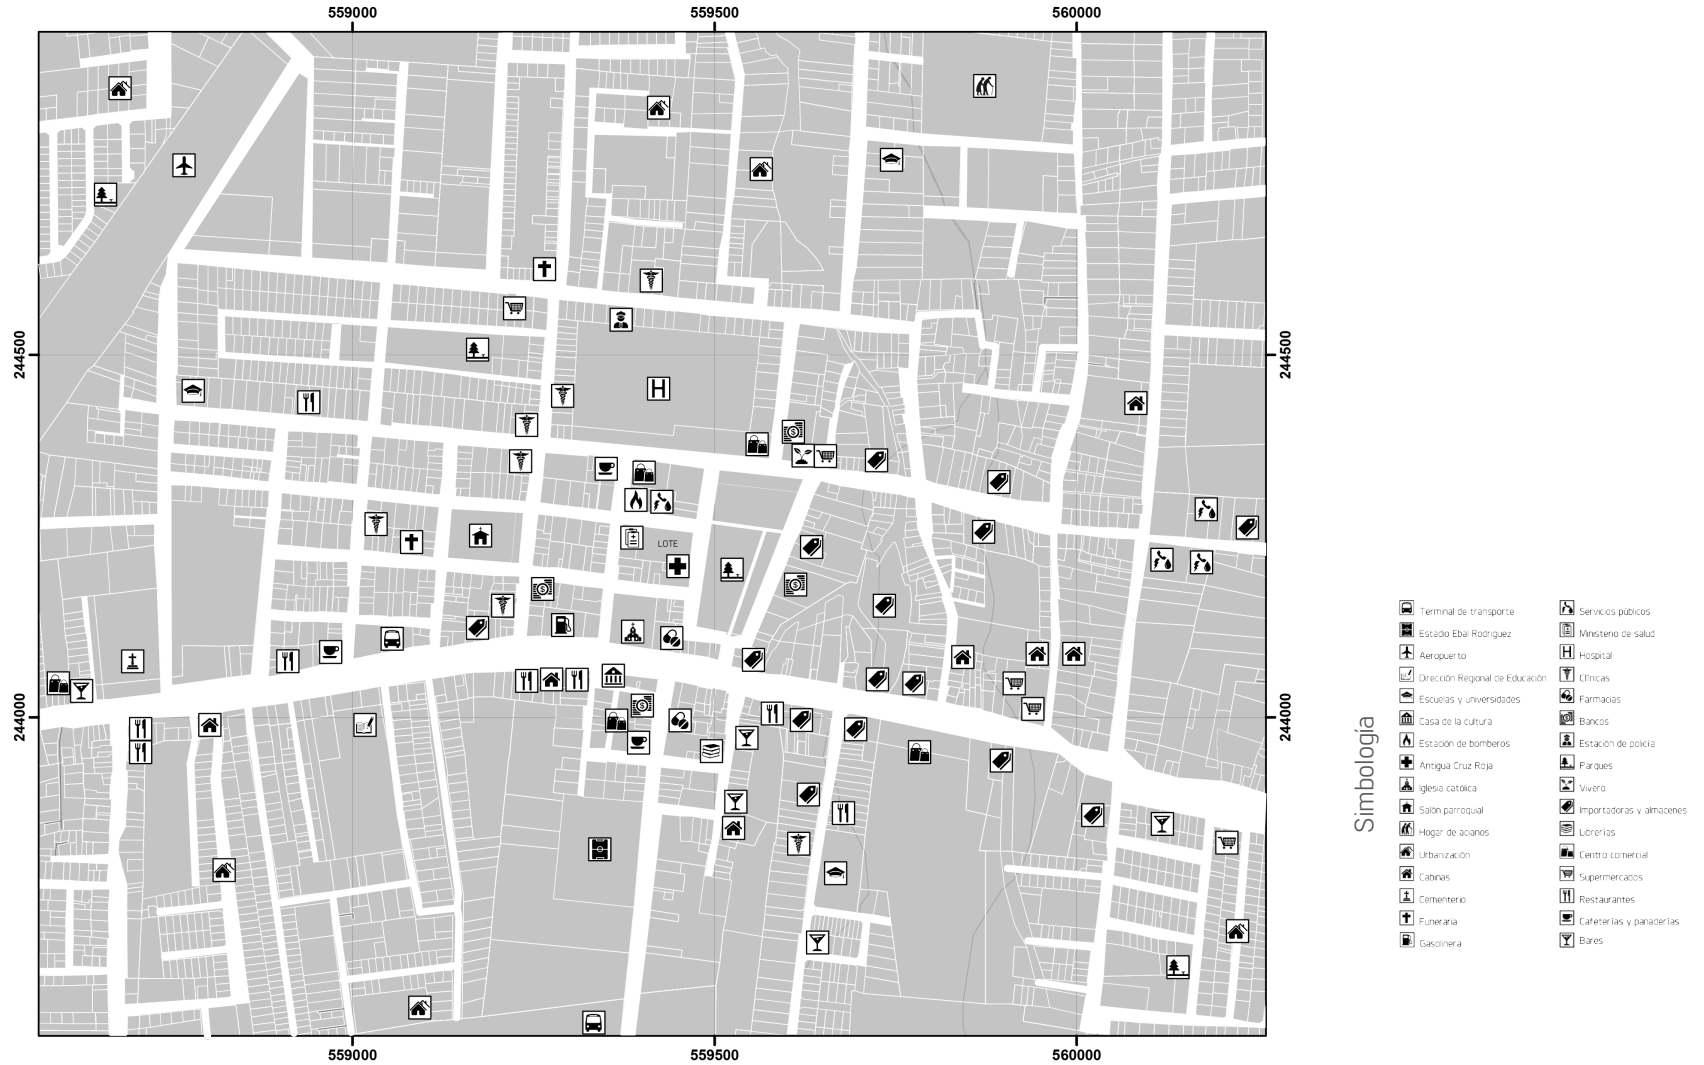 559000
559500
560000
244500
244500
LOTE
244000
244000
559000
559500
560000
Simbología
Terminal de transporte
Estadio Ebal Rodriguez
Aeropuerto
Dirección Regional de Educación
Escuelas y universidades
Casa de la cultura
Estación de bomberos
Antigua Cruz Roja
Iglesia católica
Salón parroquial
Hogar de acianos
Urbanización
Cabinas
Cementerio
Funeraria
Gasolinera
Servicios públicos
Ministerio de salud
Hospital
Clínicas
Farmacias
Bancos
Estación de policía
Parques
Vivero
Importadoras y almacenes
Librerías
Centro comercial
Supermercados
Restaurantes
Cafeterías y panaderías
Bares